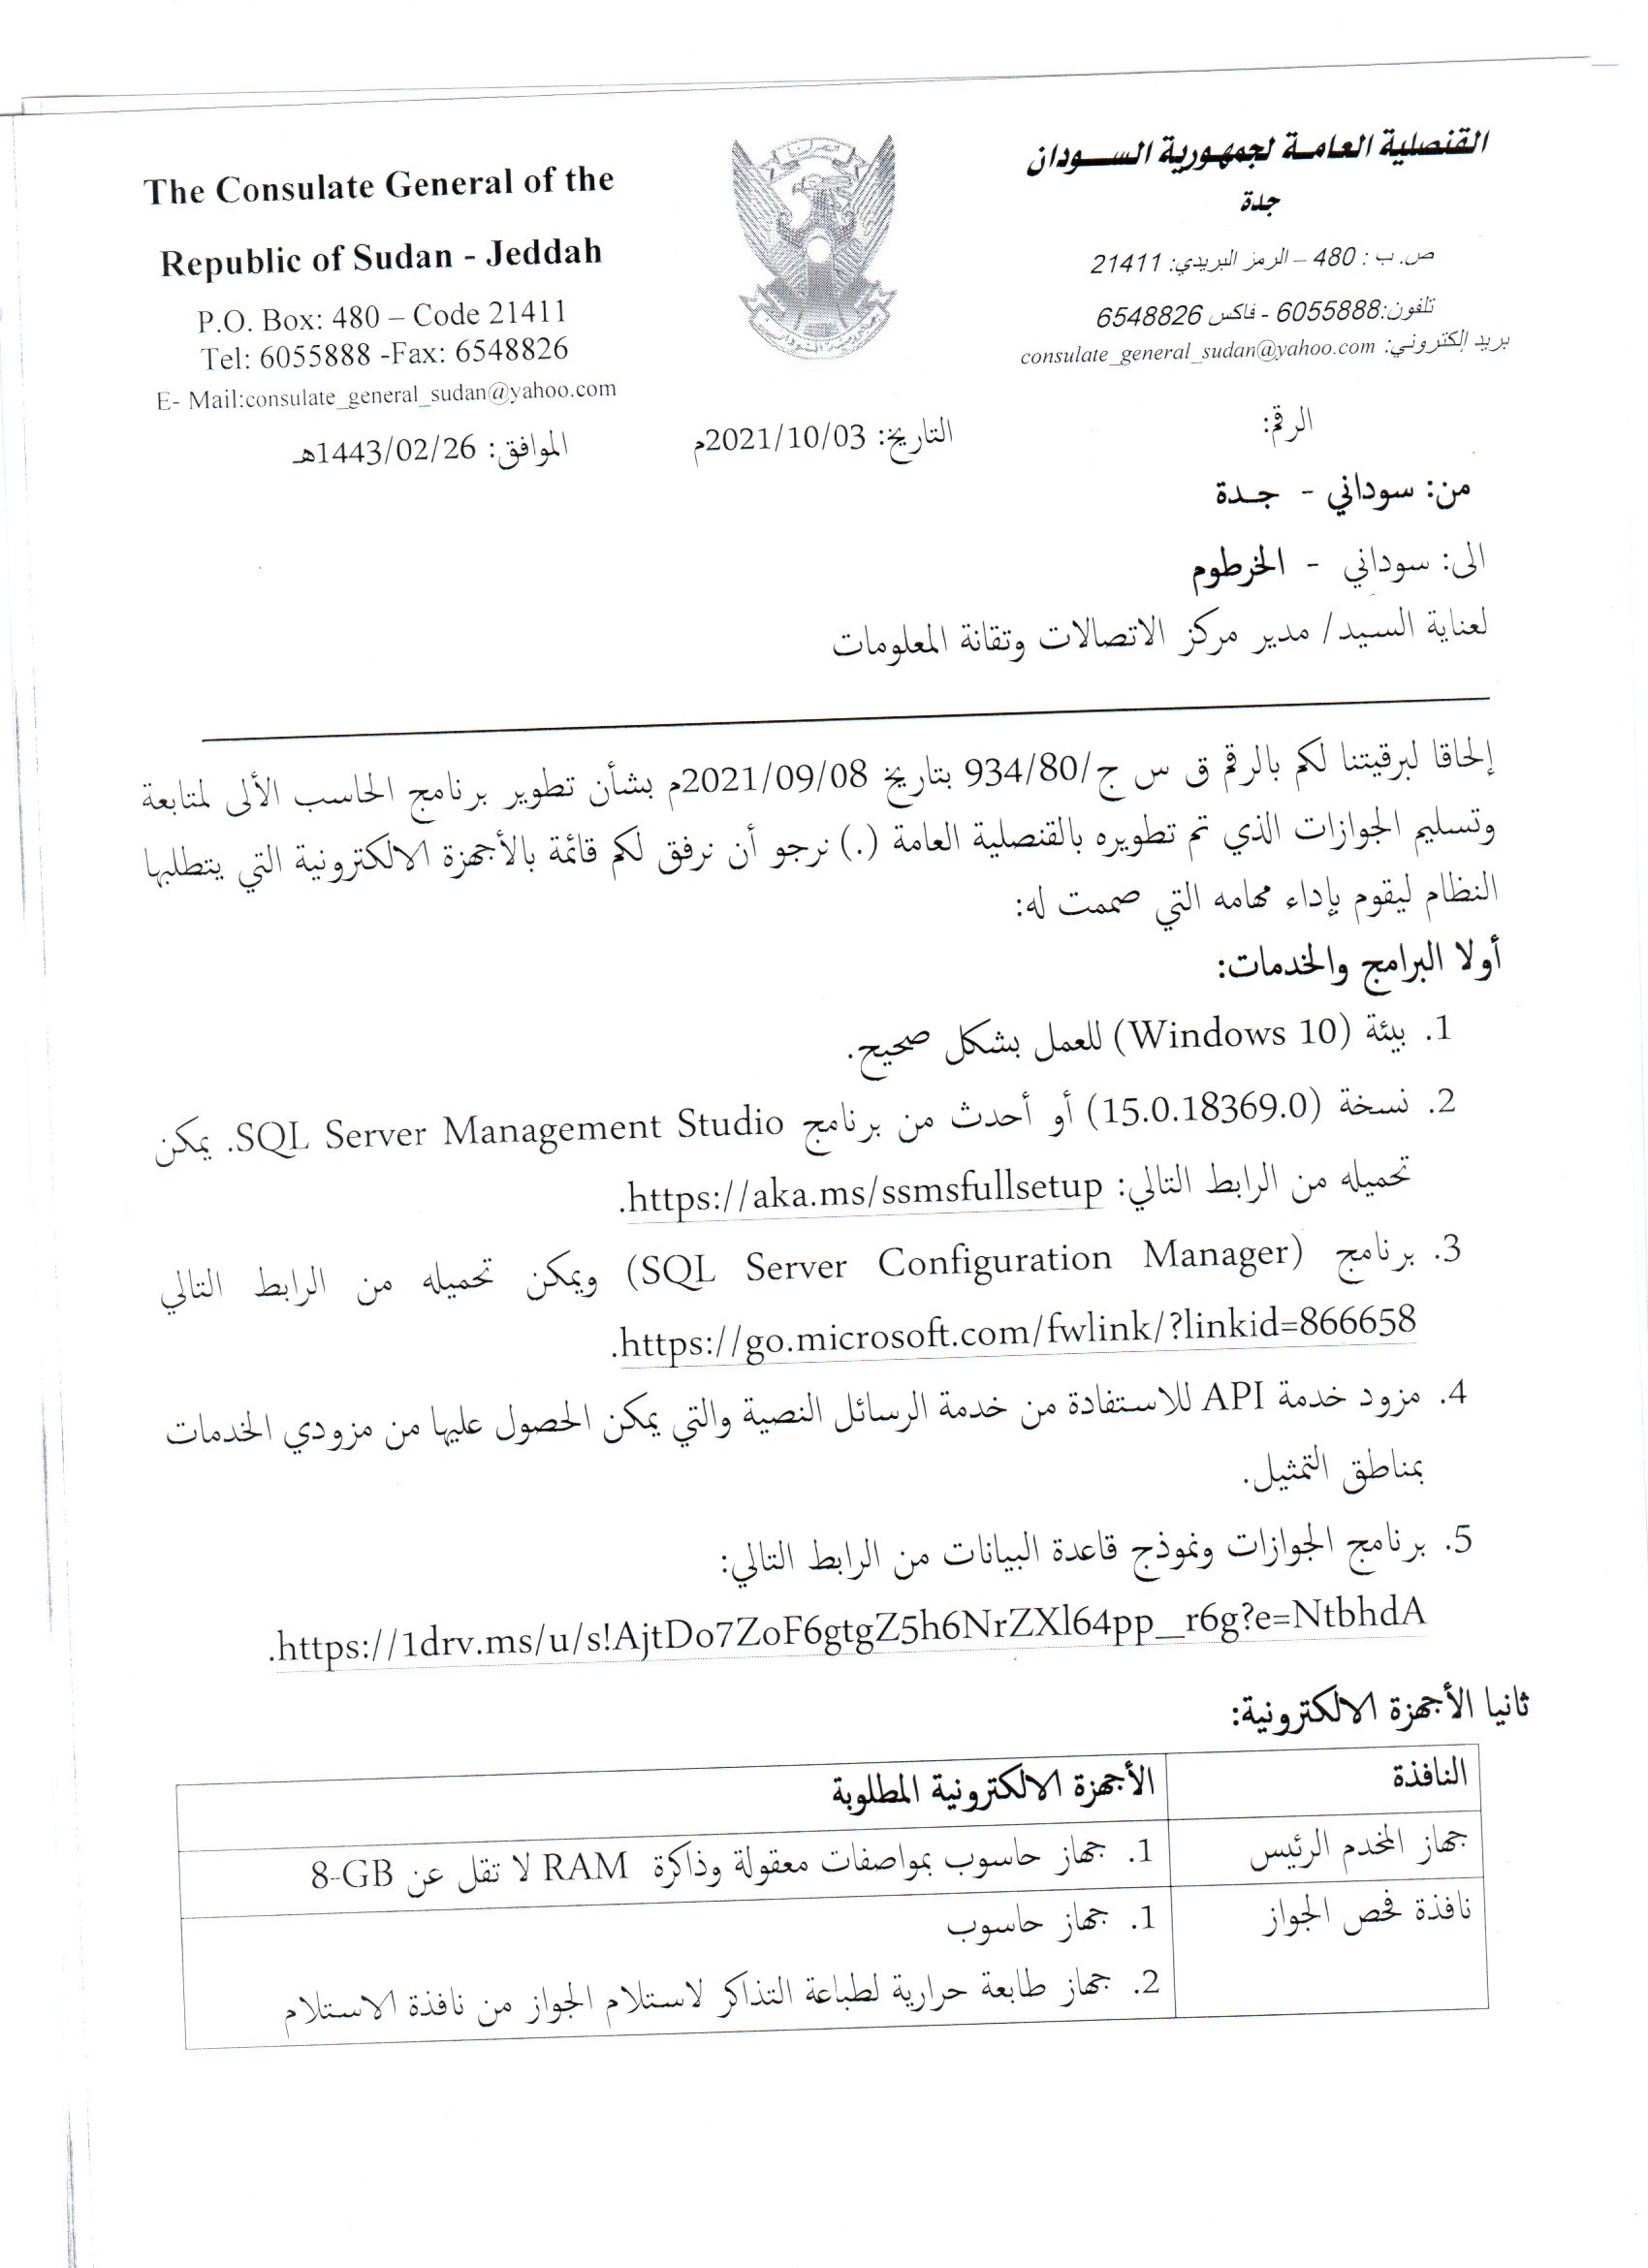 القنصلية العامة لجمهورية السودان
جدة
ص. ب : 480 – الرمز البريدي: 21411
تلفون:6055888 - فاكس 6548826
بريد إلكتروني: consulate_general_sudan@yahoo.com
The Consulate General of the
Republic of Sudan - Jeddah
P.O. Box: 480 – Code 21411
Tel: 6055888 -Fax: 6548826
E- Mail:consulate_general_sudan@yahoo.com
الرقم: التاريخ: 2021/10/03م الموافق: 1443/02/26هـ
من: سوداني - جدة
الى: سوداني - الخرطوم
لعناية السيد/ مدير مركز الاتصالات وتقانة المعلومات
إلحاقا لبرقيتنا لكم بالرقم ق س ج/934/80 بتاريخ 2021/09/08م بشأن تطوير برنامج الحاسب الألى لمتابعة
وتسليم الجوازات الذي تم تطويره بالقنصلية العامة (.) نرجو أن نرفق لكم قائمة بالأجهزة الالكترونية التي يتطلبها
النظام ليقوم بإداء مهامه التي صممت له:
أولا البرامج والخدمات:
1. بيئة (Windows 10) للعمل بشكل صحيح.
2. نسخة (15.0.18369.0) أو أحدث من برنامج SQL Server Management Studio. يمكن
تحميله من الرابط التالي: https://aka.ms/ssmsfullsetup.
3. برنامج (SQL Server Configuration Manager) ويمكن تحميله من الرابط التالي
https://go.microsoft.com/fwlink/?linkid=866658.
4. مزود خدمة API للاستفادة من خدمة الرسائل النصية والتي يمكن الحصول عليها من مزودي الخدمات
بمناطق التمثيل.
5. برنامج الجوازات ونموذج قاعدة البيانات من الرابط التالي:
https://1drv.ms/u/s!AjtDo7ZoF6gtgZ5h6NrZXl64pp_r6g?e=NtbhdA.
ثانيا الأجهزة الالكترونية:
النافذة الأجهزة الالكترونية المطلوبة
جهاز المخدم الرئيس 1. جهاز حاسوب بمواصفات معقولة وذاكرة RAM لا تقل عن 8-GB
نافذة فحص الجواز 1. جهاز حاسوب
2. جهاز طابعة حرارية لطباعة التذاكر لاستلام الجواز من نافذة الاستلام